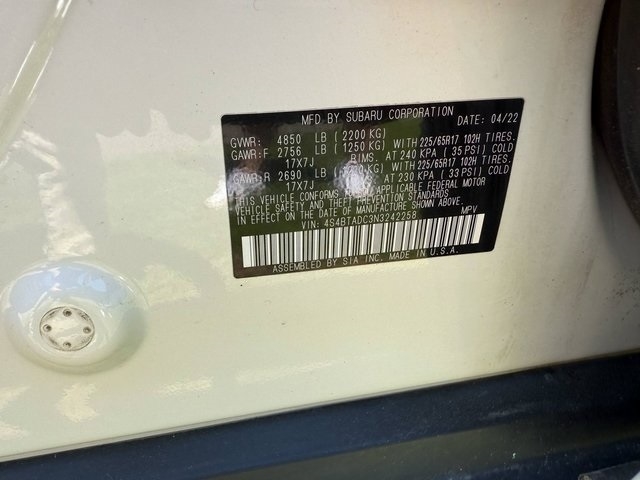 MFD BY SUBARU CORPORATION DATE: 04/22
GVWR: 4850 LB (2200 KG)
GAWR:F 2756 LB (1250 KG) WITH 225/65R17 102H TIRES,
17X7J RIMS, AT 240 KPA (35 PSI) COLD
GAWR:R 2690 LB KG) WITH 225/65R17 102H TIRES,
17X7J AT 230 KPA (33 PSI) COLD
THIS VEHICLE CONFORMS APPLICABLE FEDERAL MOTOR
VEHICLE SAFETY AND THEFT PREVENTION STANDARDS
IN EFFECT ON THE DATE OF MANUFACTURE SHOWN ABOVE.
VIN: 4S4BTADC3N3242258 MPV
ASSEMBLED BY SIA INC. MADE IN U.S.A.